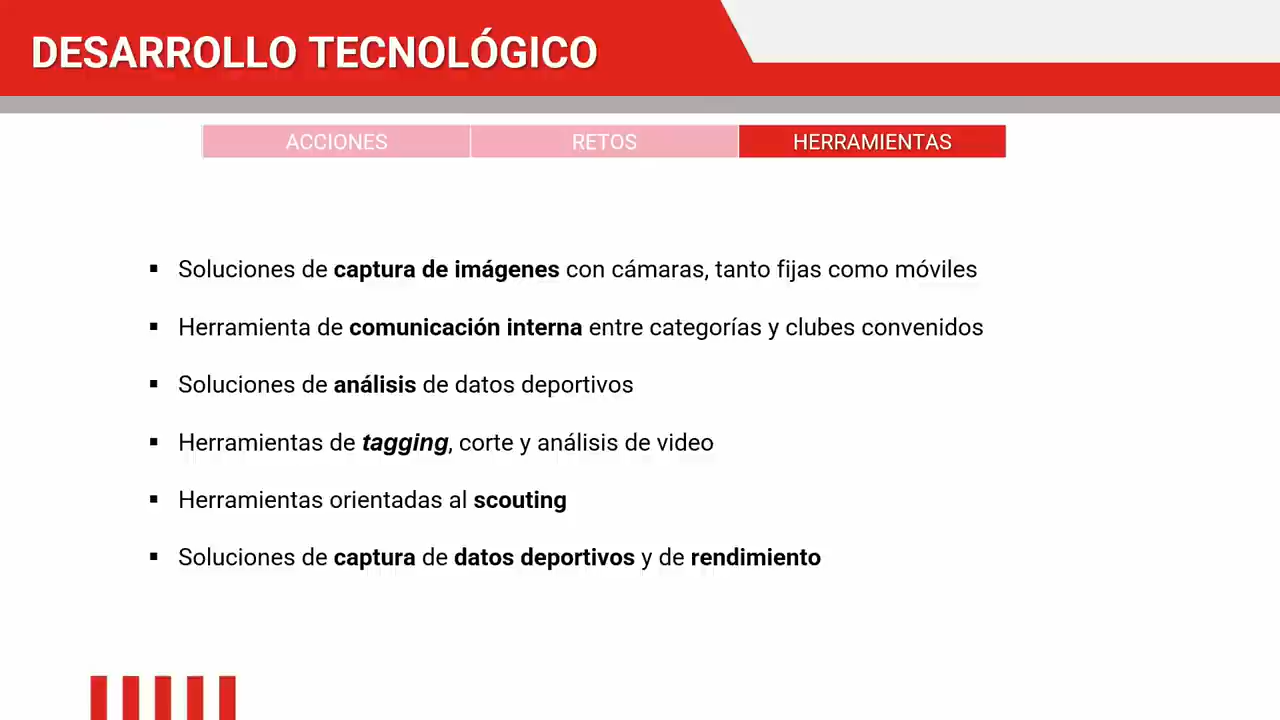 DESARROLLO TECNOLÓGICO
ACCIONES
RETOS
HERRAMIENTAS
▪ Soluciones de captura de imágenes con cámaras, tanto fijas como móviles
▪ Herramienta de comunicación interna entre categorías y clubes convenidos
▪ Soluciones de análisis de datos deportivos
▪ Herramientas de tagging, corte y análisis de video
▪ Herramientas orientadas al scouting
▪ Soluciones de captura de datos deportivos y de rendimiento